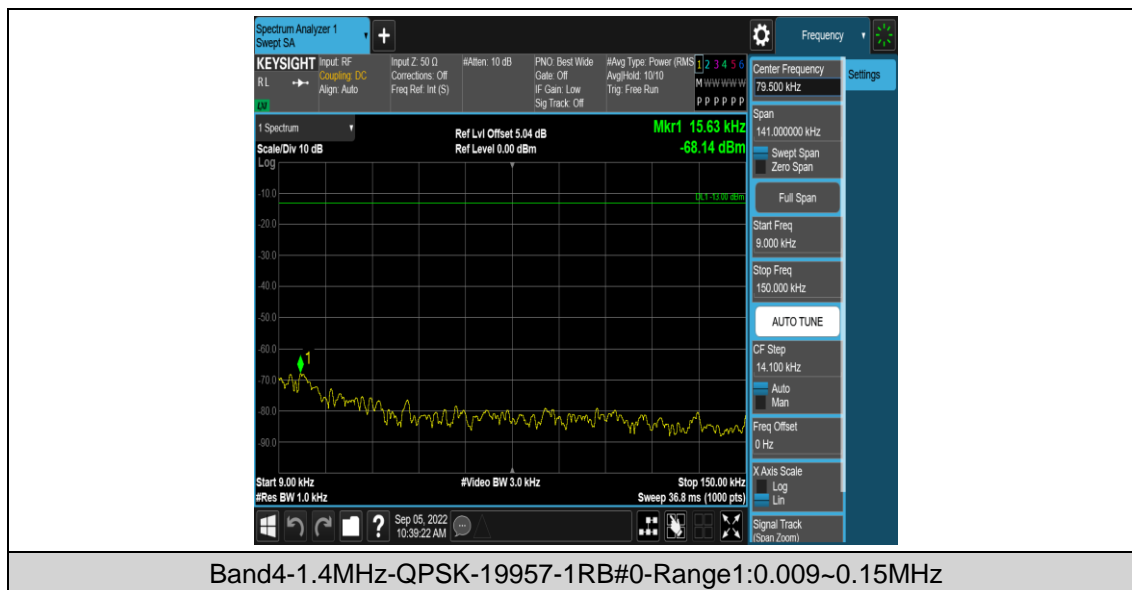 Spectrum Analyzer 1
Swept SA
+
Frequency
KEYSIGHT
RL
LW
Input: RF
Coupling: DC
Align: Auto
Input Z: 50 Ω
Corrections: Off
Freq Ref: Int (S)
#Atten: 10 dB
PNO: Best Wide
Gate: Off
IF Gain: Low
Sig Track: Off
#Avg Type: Power (RMS
Avg|Hold: 10/10
Trig: Free Run
1 2 3 4 5 6
M W W W W W
P P P P P P
1 Spectrum
Scale/Div 10 dB
Ref Lvl Offset 5.04 dB
Ref Level 0.00 dBm
Mkr1 15.63 kHz
-68.14 dBm
Log
DL1 -13.00 dBm
-10.0
-20.0
-30.0
-40.0
-50.0
-60.0
-70.0
-80.0
-90.0
1
Start 9.00 kHz
#Res BW 1.0 kHz
#Video BW 3.0 kHz
Stop 150.00 kHz
Sweep 36.8 ms (1000 pts)
Sep 05, 2022
10:39:22 AM
?
Center Frequency
79.500 kHz
Settings
Span
141.000000 kHz
Swept Span
Zero Span
Full Span
Start Freq
9.000 kHz
Stop Freq
150.000 kHz
AUTO TUNE
CF Step
14.100 kHz
Auto
Man
Freq Offset
0 Hz
X Axis Scale
Log
Lin
Signal Track
(Span Zoom)
Band4-1.4MHz-QPSK-19957-1RB#0-Range1:0.009~0.15MHz